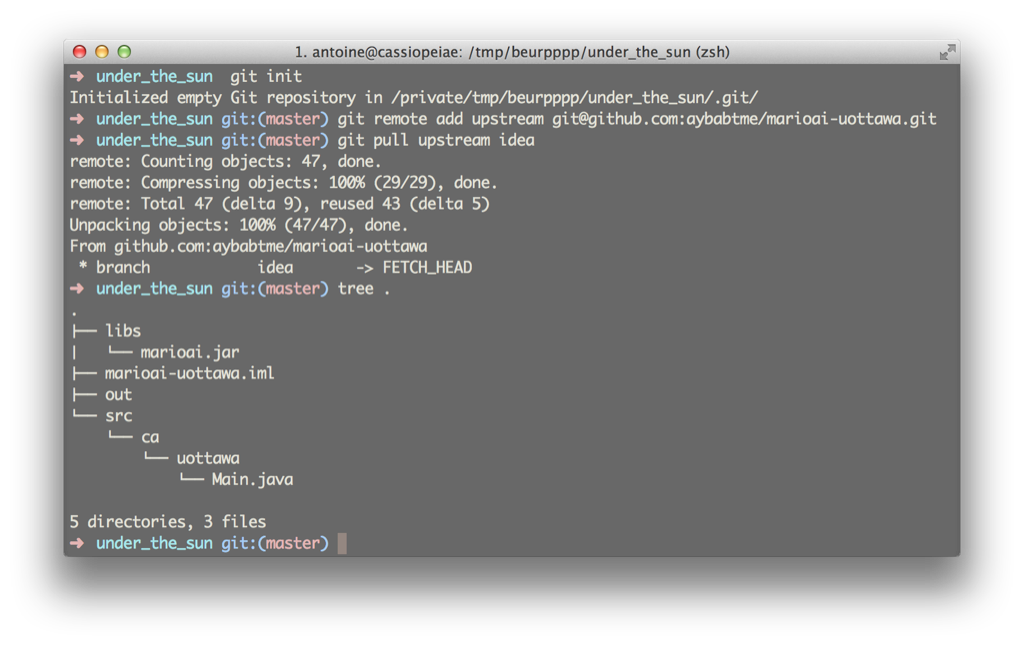 1. antoine@cassiopeiae: /tmp/beurpppp/under_the_sun (zsh)
➜  under_the_sun  git init
Initialized empty Git repository in /private/tmp/beurpppp/under_the_sun/.git/
➜  under_the_sun git:(master) git remote add upstream git@github.com:aybabtme/marioai-uottawa.git
➜  under_the_sun git:(master) git pull upstream idea
remote: Counting objects: 47, done.
remote: Compressing objects: 100% (29/29), done.
remote: Total 47 (delta 9), reused 43 (delta 5)
Unpacking objects: 100% (47/47), done.
From github.com:aybabtme/marioai-uottawa
 * branch            idea       -> FETCH_HEAD
➜  under_the_sun git:(master) tree .
.
├── libs
|   └── marioai.jar
├── marioai-uottawa.iml
├── out
└── src
    └── ca
        └── uottawa
            └── Main.java
5 directories, 3 files
➜  under_the_sun git:(master)